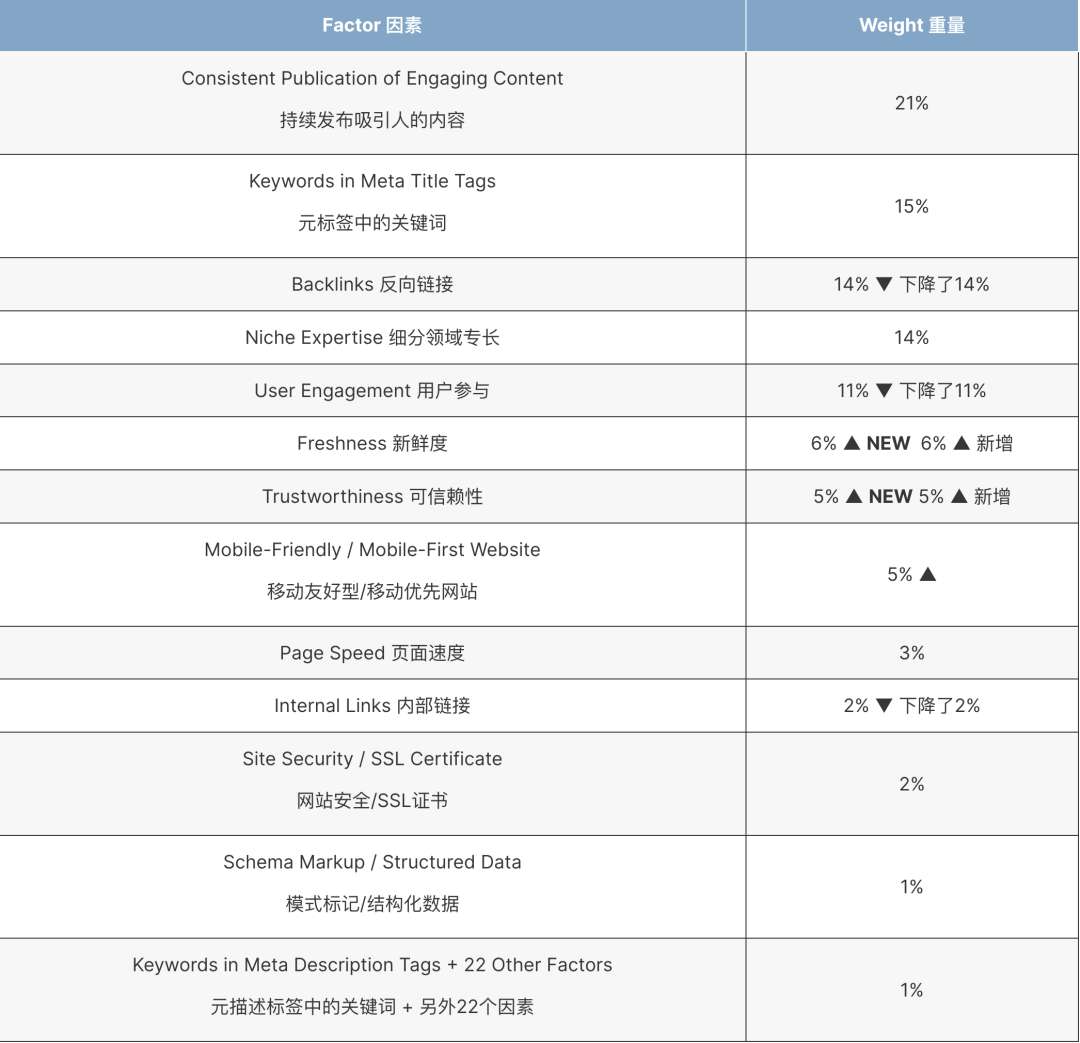 Factor 因素
Weight 重量
Consistent Publication of Engaging Content
持续发布吸引人的内容
21%
Keywords in Meta Title Tags
元标签中的关键词
15%
Backlinks 反向链接
14% ▼ 下降了14%
Niche Expertise 细分领域专长
14%
User Engagement 用户参与
11% ▼ 下降了11%
Freshness 新鲜度
6% ▲ NEW 6% ▲ 新增
Trustworthiness 可信赖性
5% ▲ NEW 5% ▲ 新增
Mobile-Friendly / Mobile-First Website
移动友好型/移动优先网站
5% ▲
Page Speed 页面速度
3%
Internal Links 内部链接
2% ▼ 下降了2%
Site Security / SSL Certificate
网站安全/SSL证书
2%
Schema Markup / Structured Data
模式标记/结构化数据
1%
Keywords in Meta Description Tags + 22 Other Factors
元描述标签中的关键词 + 另外22个因素
1%